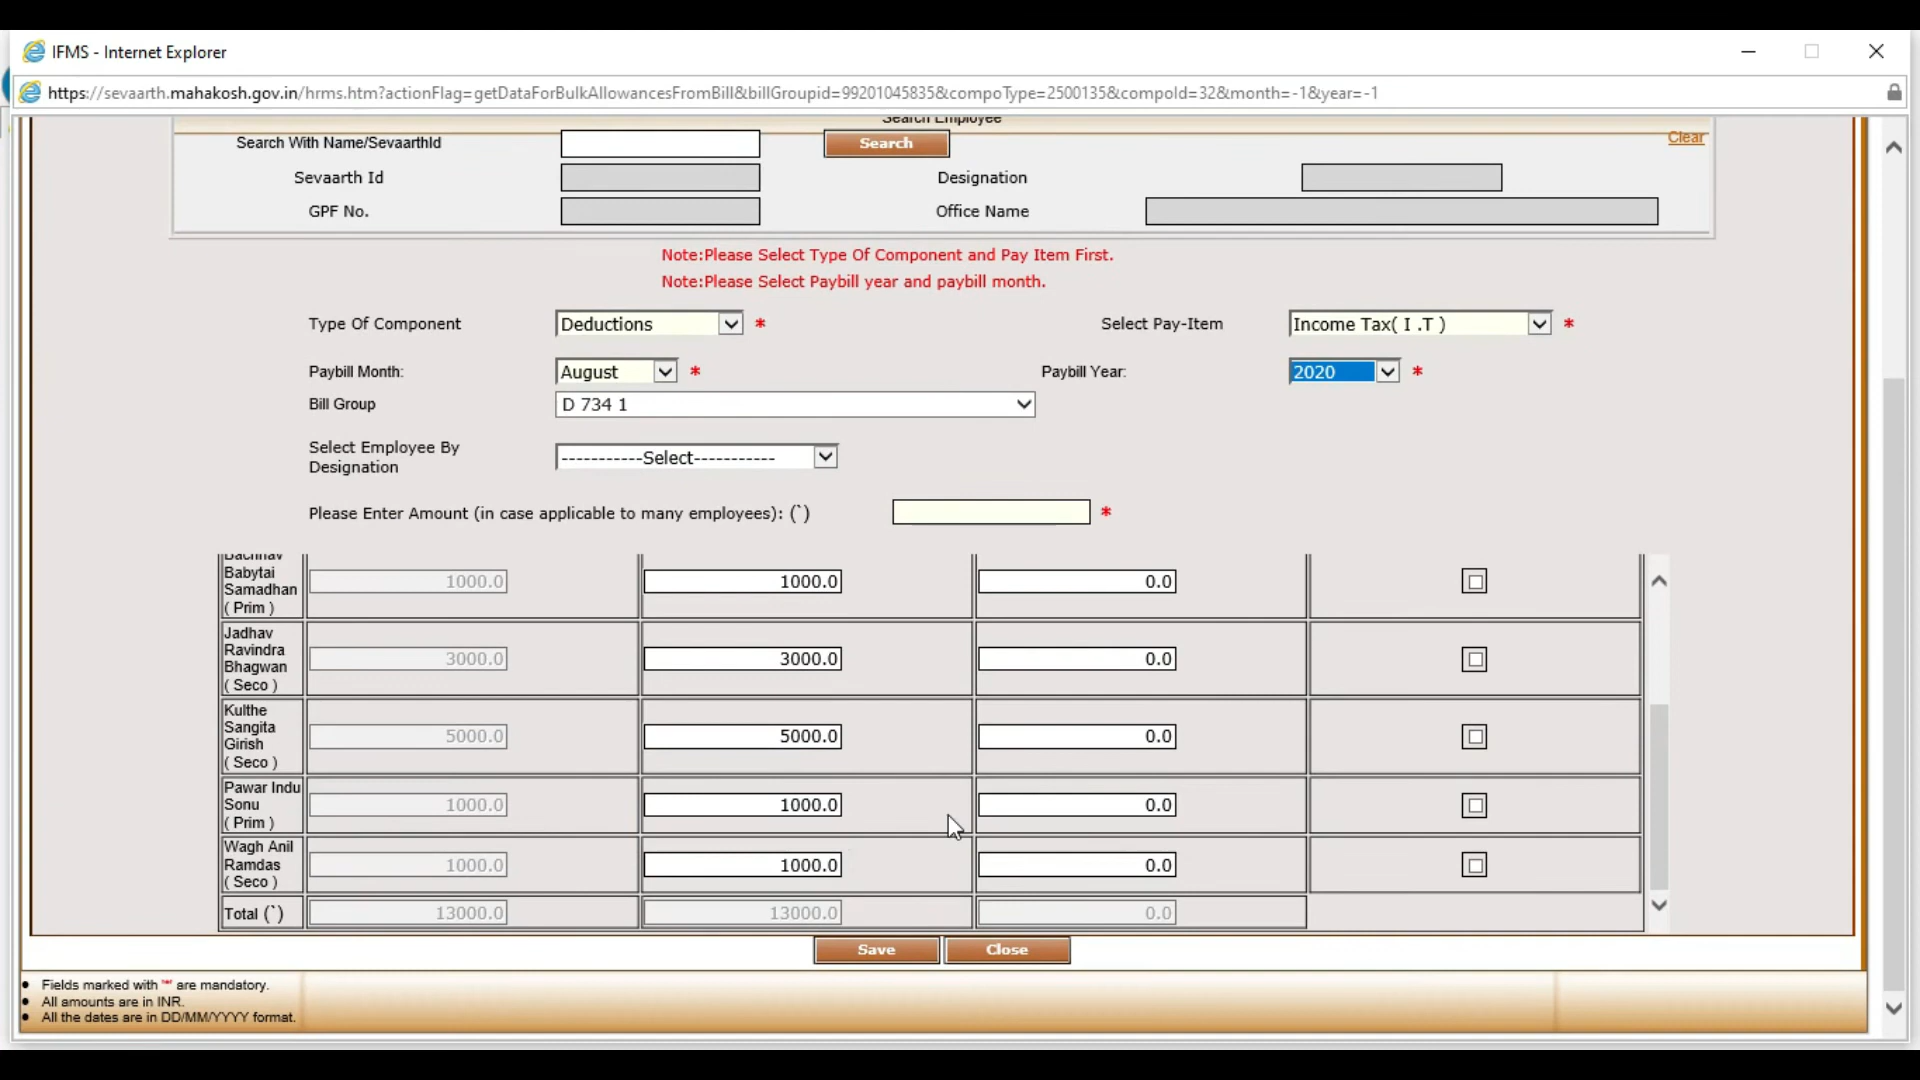 IFMS - Internet Explorer
https://sevaarth.mahakosh.gov.in/hrms.htm?actionFlag=getDataForBulkAllowancesFromBill&billGroupid=99201045835&compoType=2500135&compoId=32&month=-1&year=-1
Search Employee
Search With Name/SevaarthId Search Clear
Sevaarth Id Designation
GPF No. Office Name
Note:Please Select Type Of Component and Pay Item First.
Note:Please Select Paybill year and paybill month.
Type Of Component Deductions * Select Pay-Item Income Tax( I .T ) *
Paybill Month: August * Paybill Year: 2020 *
Bill Group D 734 1
Select Employee By
Designation -----------Select-----------
Please Enter Amount (in case applicable to many employees): (`) *
Bachhav
Babytai
Samadhan
( Prim ) 1000.0 1000.0 0.0
Jadhav
Ravindra
Bhagwan
( Seco ) 3000.0 3000.0 0.0
Kulthe
Sangita
Girish
( Seco ) 5000.0 5000.0 0.0
Pawar Indu
Sonu
( Prim ) 1000.0 1000.0 0.0
Wagh Anil
Ramdas
( Seco ) 1000.0 1000.0 0.0
Total (`) 13000.0 13000.0 0.0
Save Close
Fields marked with '*' are mandatory.
All amounts are in INR.
All the dates are in DD/MM/YYYY format.